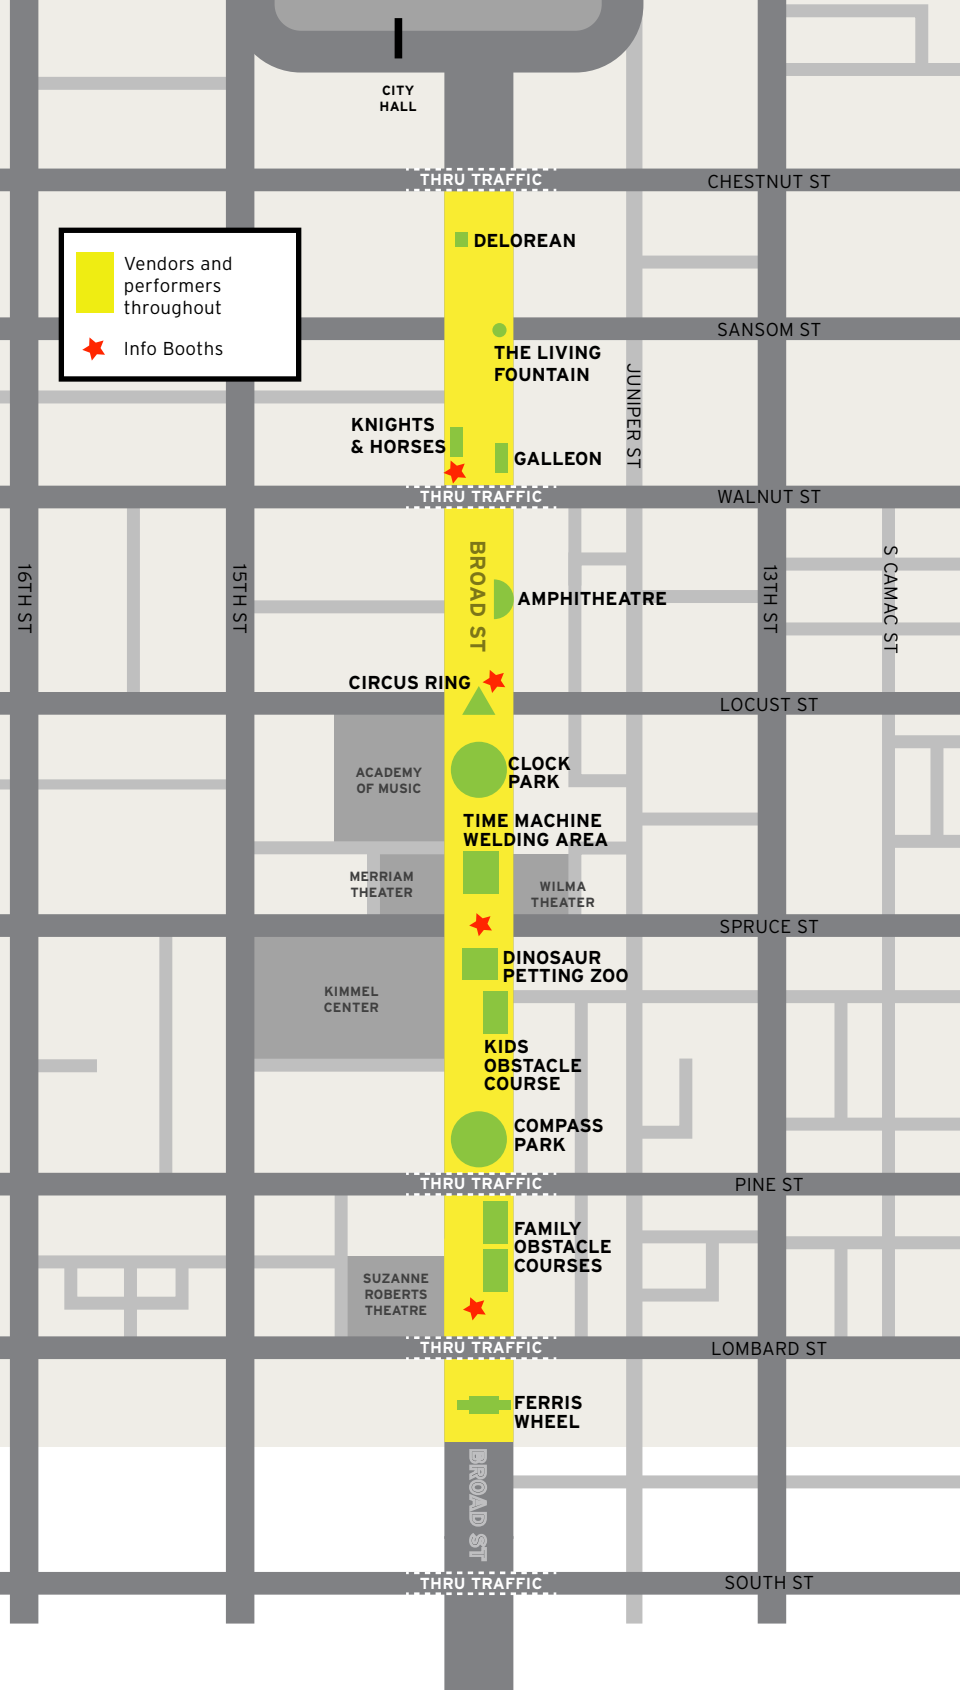 CITY
HALL
THRU TRAFFIC
CHESTNUT ST
DELOREAN
Vendors and
performers
throughout
Info Booths
SANSOM ST
THE LIVING
FOUNTAIN
JUNIPER ST
KNIGHTS
& HORSES
GALLEON
THRU TRAFFIC
WALNUT ST
16TH ST
15TH ST
BROAD ST
AMPHITHEATRE
13TH ST
S CAMAC ST
CIRCUS RING
LOCUST ST
ACADEMY
OF MUSIC
CLOCK
PARK
TIME MACHINE
WELDING AREA
MERRIAM
THEATER
WILMA
THEATER
SPRUCE ST
DINOSAUR
PETTING ZOO
KIMMEL
CENTER
KIDS
OBSTACLE
COURSE
COMPASS
PARK
THRU TRAFFIC
PINE ST
FAMILY
OBSTACLE
COURSES
SUZANNE
ROBERTS
THEATRE
THRU TRAFFIC
LOMBARD ST
FERRIS
WHEEL
BROAD ST
THRU TRAFFIC
SOUTH ST